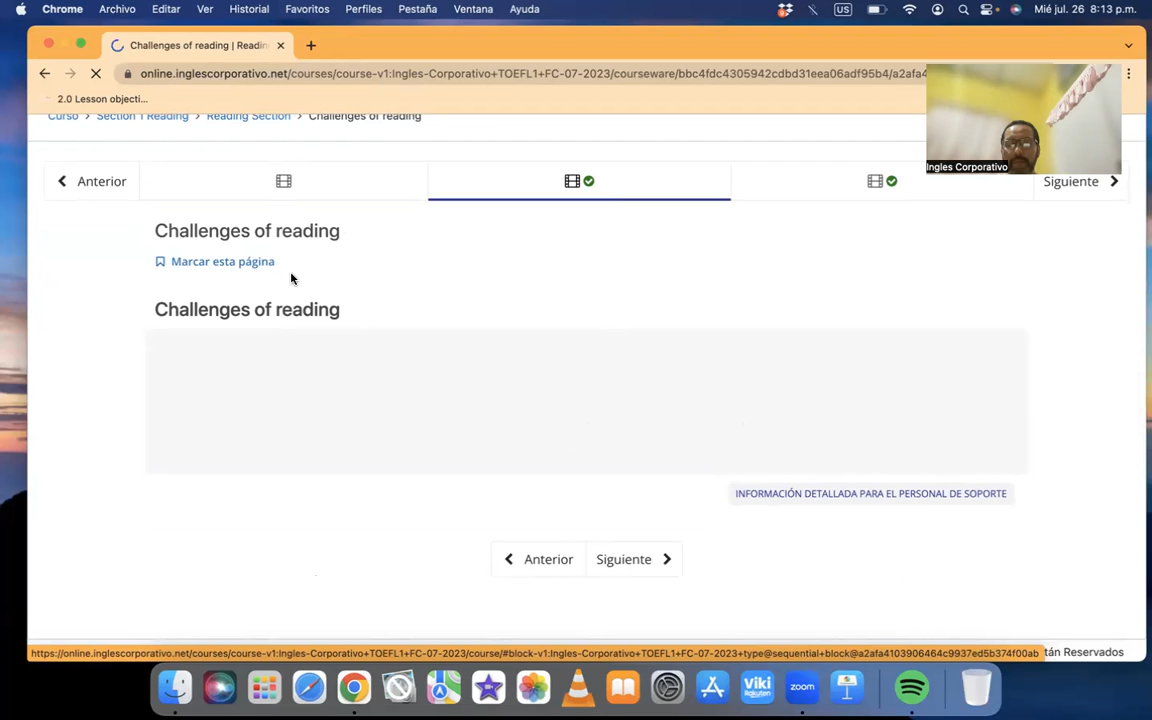 Chrome Archivo Editar Ver Historial Favoritos Perfiles Pestaña Ventana Ayuda US Mié jul. 26 8:13 p.m.
Challenges of reading | Readin
online.inglescorporativo.net/courses/course-v1:Ingles-Corporativo+TOEFL1+FC-07-2023/courseware/bbc4fdc4305942cdbd31eea06adf95b4/a2afa4
2.0 Lesson objecti...
Curso > Section 1 Reading > Reading Section > Challenges of reading
Ingles Corporativo
Anterior Siguiente
Challenges of reading
Marcar esta página
Challenges of reading
INFORMACIÓN DETALLADA PARA EL PERSONAL DE SOPORTE
Anterior Siguiente
https://online.inglescorporativo.net/courses/course-v1:Ingles-Corporativo+TOEFL1+FC-07-2023/course/#block-v1:Ingles-Corporativo+TOEFL1+FC-07-2023+type@sequential+block@a2afa4103906464c9937ed5b374f00ab tán Reservados
Viki
Rakuten
zoom